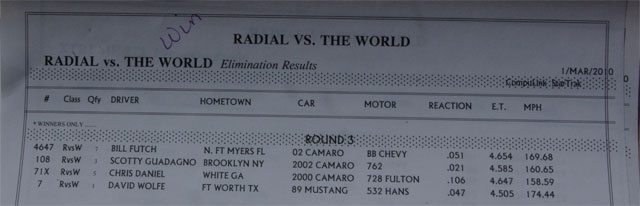 Win
RADIAL VS. THE WORLD
RADIAL VS. THE WORLD Elimination Results
1/MAR/2010
CompuLink StarTrak
# Class Qfy DRIVER HOMETOWN CAR MOTOR REACTION E.T. MPH
* WINNERS ONLY......
ROUND 3
4647 RvsW : BILL FUTCH N. FT MYERS FL 02 CAMARO BB CHEVY .051 4.654 169.68
108 RvsW : SCOTTY GUADAGNO BROOKLYN NY 2002 CAMARO 762 .021 4.585 160.65
71X RvsW : CHRIS DANIEL WHITE GA 2000 CAMARO 728 FULTON .106 4.647 158.59
7 RvsW : DAVID WOLFE FT WORTH TX 89 MUSTANG 532 HANS .047 4.505 174.44